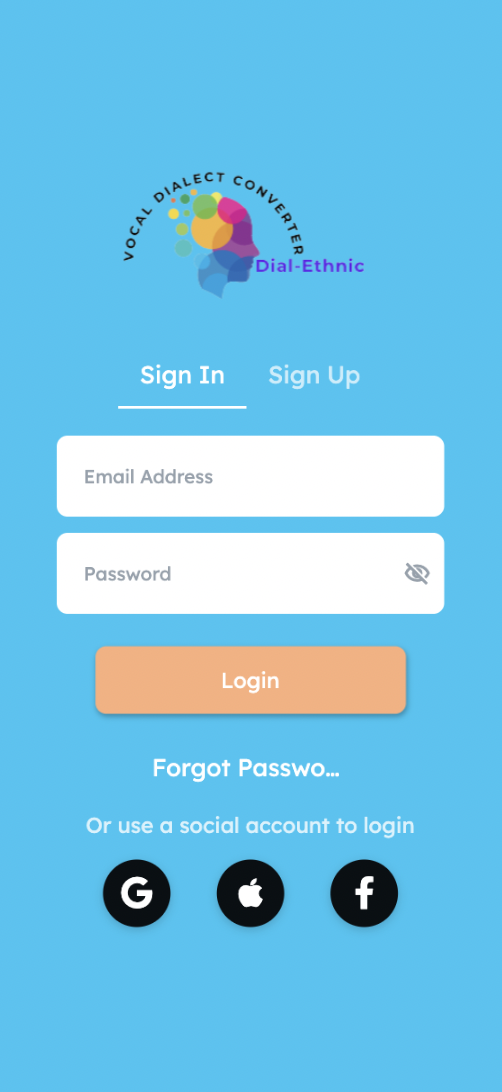 VOCAL DIALECT CONVERTER
Dial-Ethnic
Sign In Sign Up
Email Address
Password
Login
Forgot Passwo...
Or use a social account to login
G f